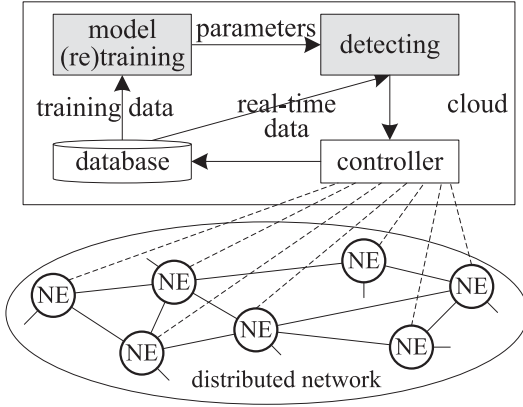 model
(re)training
parameters
detecting
training data
real-time
data
cloud
database
controller
NE
NE
NE
NE
NE
NE
NE
distributed network